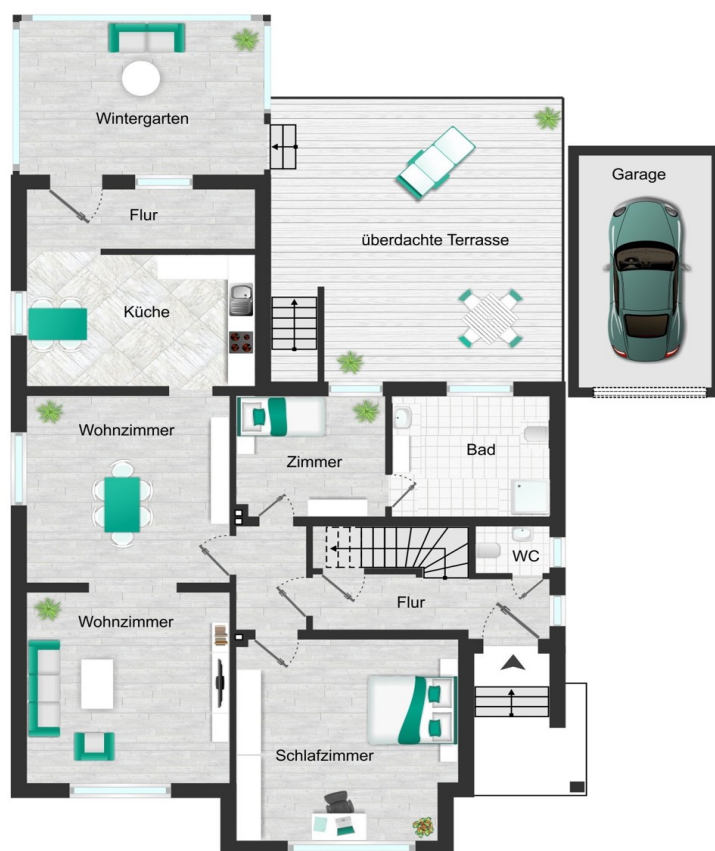 Wintergarten
Garage
Flur
überdachte Terrasse
Küche
Wohnzimmer
Zimmer
Bad
WC
Flur
Wohnzimmer
Schlafzimmer